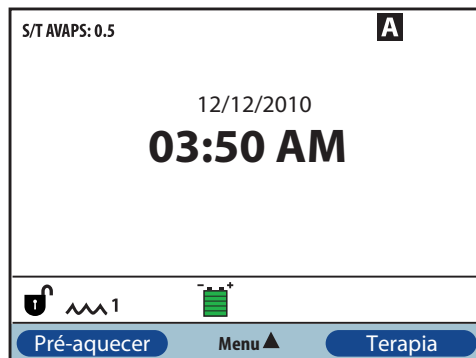 S/T AVAPS: 0.5 A
12/12/2010
03:50 AM
1
Pré-aquecer Menu Terapia